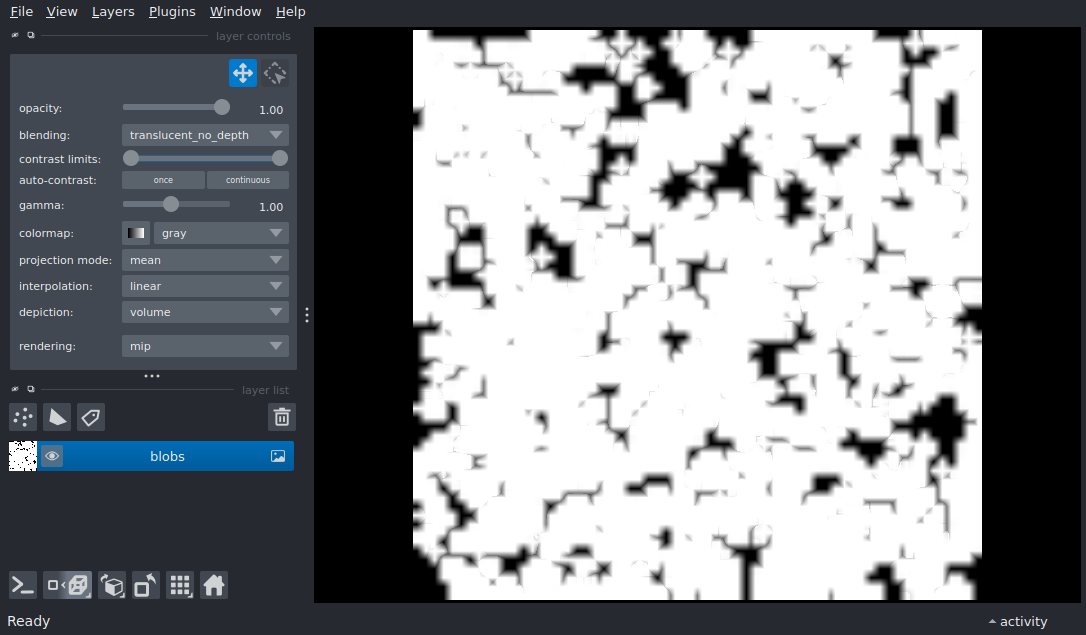 File View Layers Plugins Window Help
layer controls
opacity: 1.00
blending: translucent_no_depth
contrast limits:
auto-contrast: once continuous
gamma: 1.00
colormap: gray
projection mode: mean
interpolation: linear
depiction: volume
rendering: mip
layer list
blobs
Ready activity